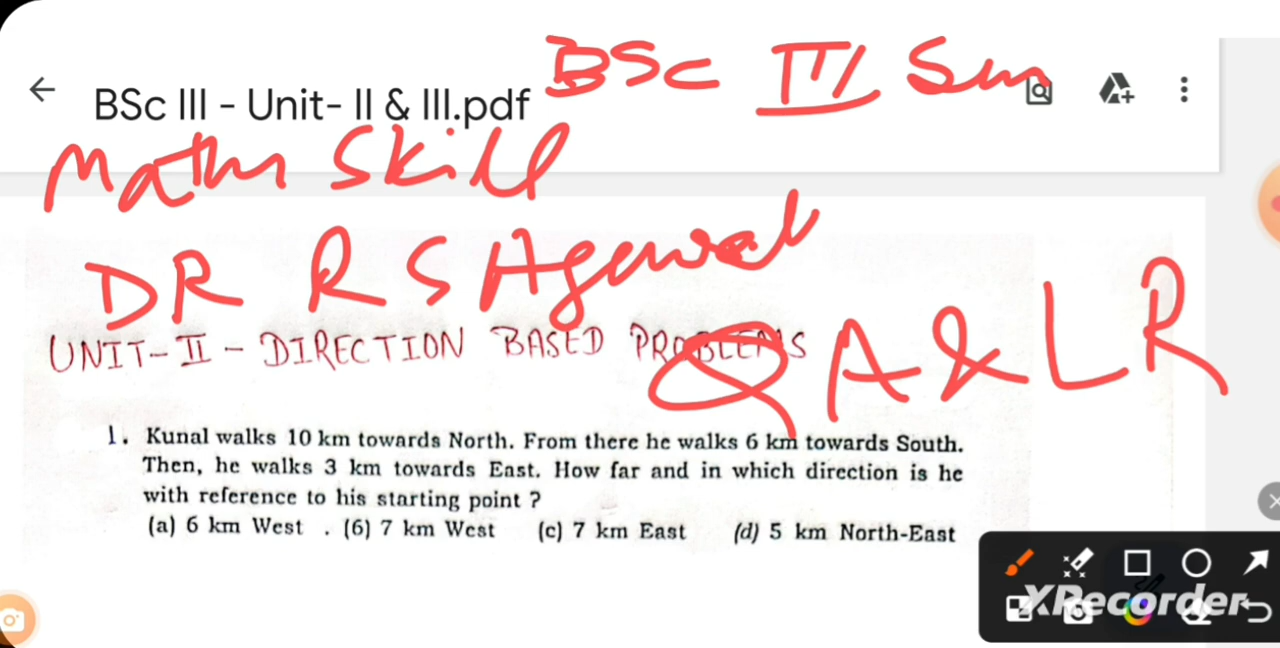 BSc III Sem
BSc III - Unit- II & III.pdf
Maths Skill
DR R S Agarwal
UNIT-II - DIRECTION BASED PROBLEMS
QA & LR
1. Kunal walks 10 km towards North. From there he walks 6 km towards South.
Then, he walks 3 km towards East. How far and in which direction is he
with reference to his starting point ?
(a) 6 km West . (6) 7 km West (c) 7 km East (d) 5 km North-East
XRecorder